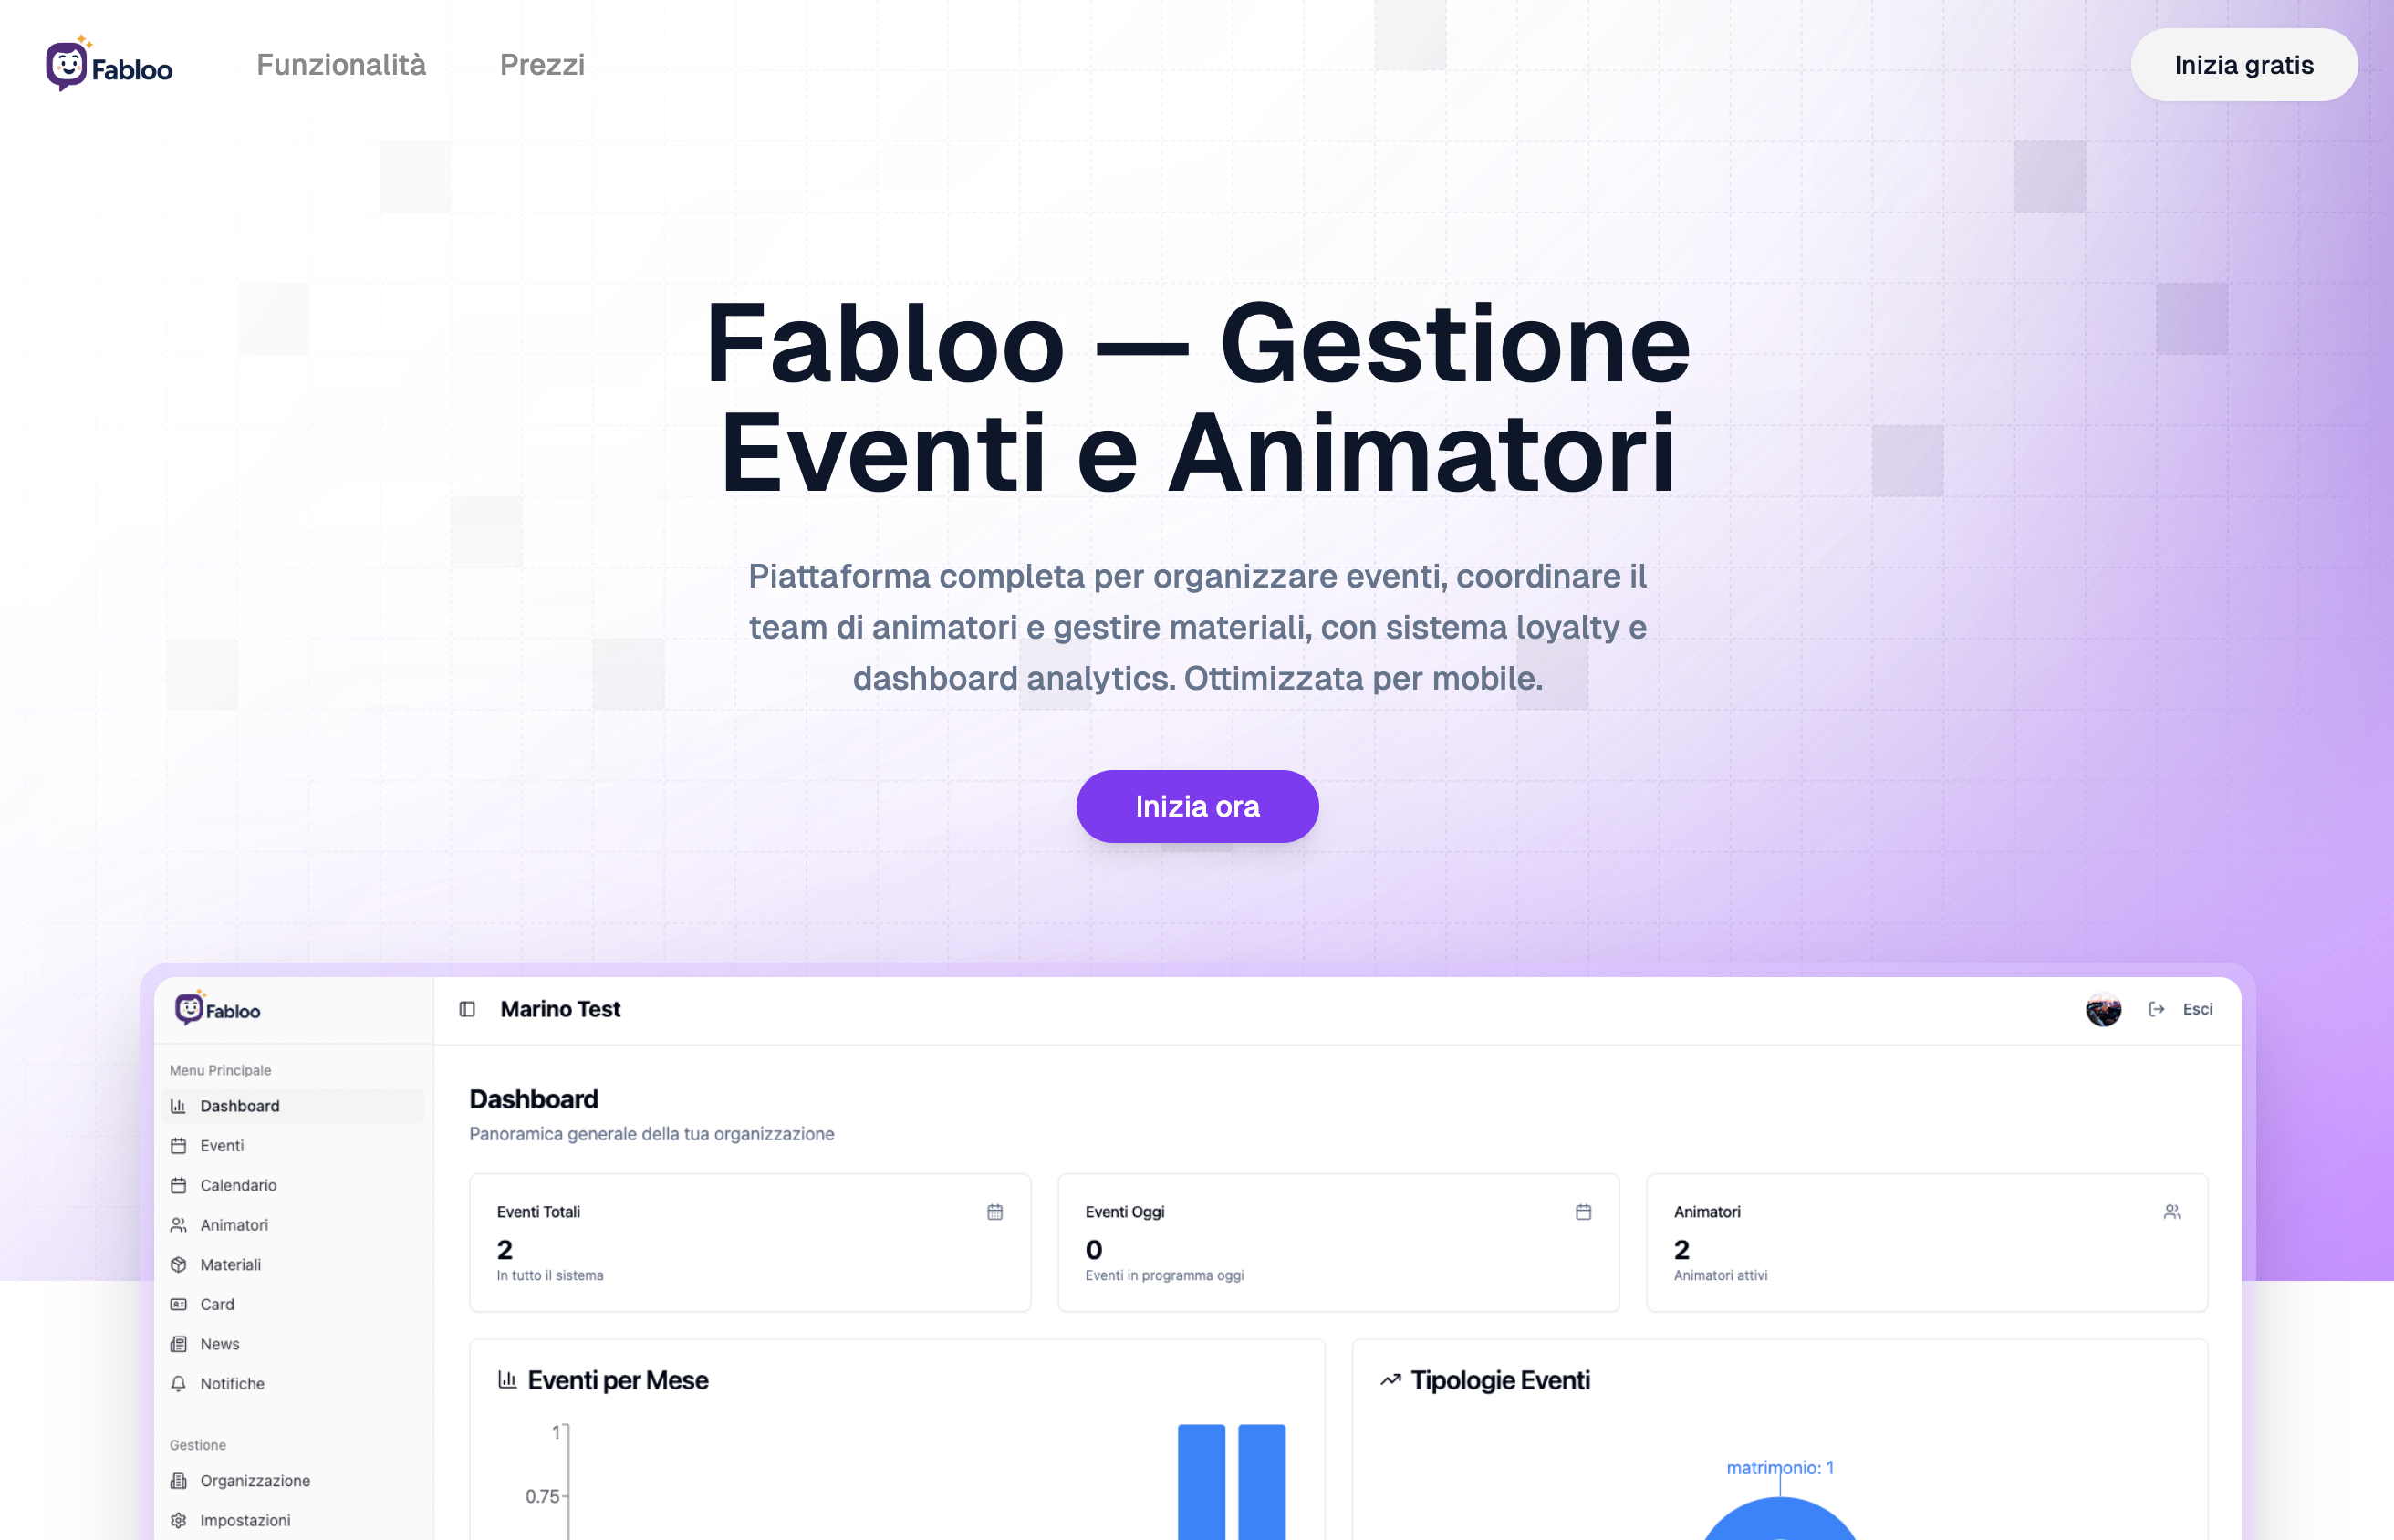 Fabloo
Funzionalità
Prezzi
Inizia gratis
Fabloo — Gestione
Eventi e Animatori
Piattaforma completa per organizzare eventi, coordinare il
team di animatori e gestire materiali, con sistema loyalty e
dashboard analytics. Ottimizzata per mobile.
Inizia ora
Fabloo
Marino Test
Esci
Menu Principale
Dashboard
Eventi
Calendario
Animatori
Materiali
Card
News
Notifiche
Gestione
Organizzazione
Impostazioni
Dashboard
Panoramica generale della tua organizzazione
Eventi Totali
2
In tutto il sistema
Eventi Oggi
0
Eventi in programma oggi
Animatori
2
Animatori attivi
Eventi per Mese
1
0.75
Tipologie Eventi
matrimonio: 1